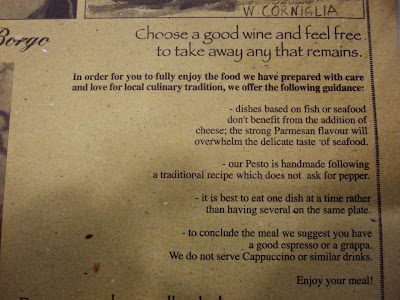 W CORNIGLIA
Borgo
Choose a good wine and feel free
to take away any that remains.
In order for you to fully enjoy the food we have prepared with care
and love for local culinary tradition, we offer the following guidance:
- dishes based on fish or seafood
don't benefit from the addition of
cheese; the strong Parmesan flavour will
overwhelm the delicate taste of seafood.
- our Pesto is handmade following
a traditional recipe which does not ask for pepper.
- it is best to eat one dish at a time rather
than having several on the same plate.
- to conclude the meal we suggest you have
a good espresso or a grappa.
We do not serve Cappuccino or similar drinks.
Enjoy your meal!